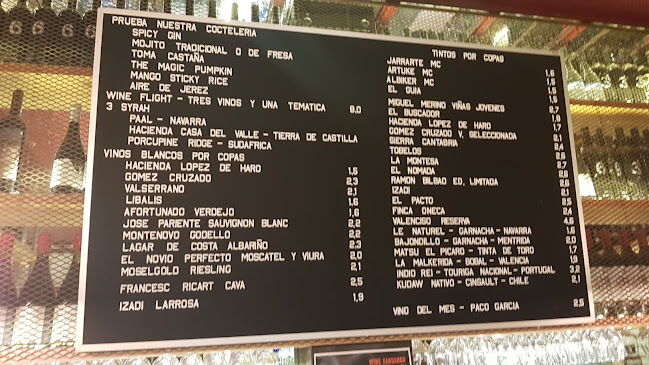 PRUEBA NUESTRA COCTELERIA
SPICY GIN
MOJITO TRADICIONAL O DE FRESA
TOMA CASTAÑA
THE MAGIC PUMPKIN
MANGO STICKY RICE
AIRE DE JEREZ
WINE FLIGHT - TRES VINOS Y UNA TEMATICA 8,0
3 SYRAH
PAAL - NAVARRA
HACIENDA CASA DEL VALLE - TIERRA DE CASTILLA
PORCUPINE RIDGE - SUDAFRICA
VINOS BLANCOS POR COPAS
HACIENDA LOPEZ DE HARO 1,5
GOMEZ CRUZADO 2,3
VALSERRANO 2,1
LIBALIS 1,6
AFORTUNADO VERDEJO 1,6
JOSE PARIENTE SAUVIGNON BLANC 2,2
MONTENOVO GODELLO 2,2
LAGAR DE COSTA ALBARIÑO 2,3
EL NOVIO PERFECTO MOSCATEL Y VIURA 2,0
MOSELGOLD RIESLING 2,1
FRANCESC RICART CAVA 2,5
IZADI LARROSA 1,9
TINTOS POR COPAS
JARRARTE MC
ARTUKE MC 1,6
ALBIKER MC 1,5
EL GUIA 1,5
MIGUEL MERINO VIÑAS JOVENES
EL BUSCADOR 2,7
HACIENDA LOPEZ DE HARO 1,9
GOMEZ CRUZADO V. SELECCIONADA 1,7
SIERRA CANTABRIA 2,1
TOBELOS 2,4
LA MONTESA 2,6
EL NOMADA 2,7
RAMON BILBAO ED. LIMITADA
IZADI 2,6
EL PACTO 2,1
FINCA ONECA 2,4
VALENCISO RESERVA 4,6
LE NATUREL - GARNACHA - NAVARRA 1,6
BAJONDILLO - GARNACHA - MENTRIDA 2,0
MATSU EL PICARO - TINTA DE TORO 1,7
LA MALKERIDA - BOBAL - VALENCIA 1,9
INDIO REI - TOURIGA NACIONAL - PORTUGAL 3,2
KUDAW NATIVO - CINSAULT - CHILE 2,1
VINO DEL MES - PACO GARCIA 2,5